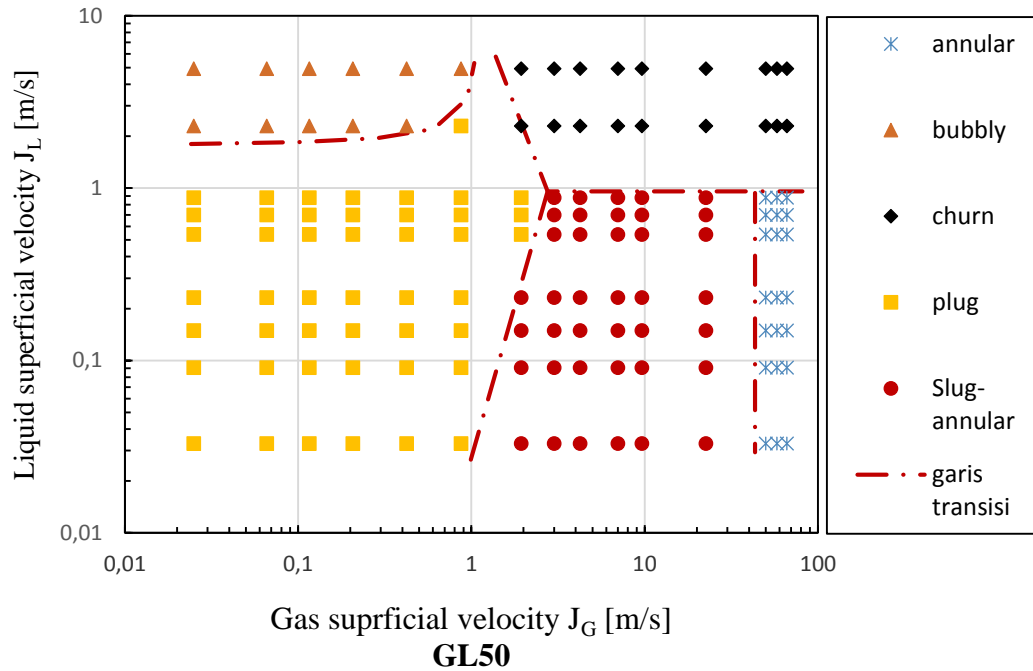 Liquid superficial velocity J_L [m/s]
10
1
0,1
0,01
0,01
0,1
1
10
100
Gas suprficial velocity J_G [m/s]
GL50
annular
bubbly
churn
plug
Slug-
annular
garis
transisi